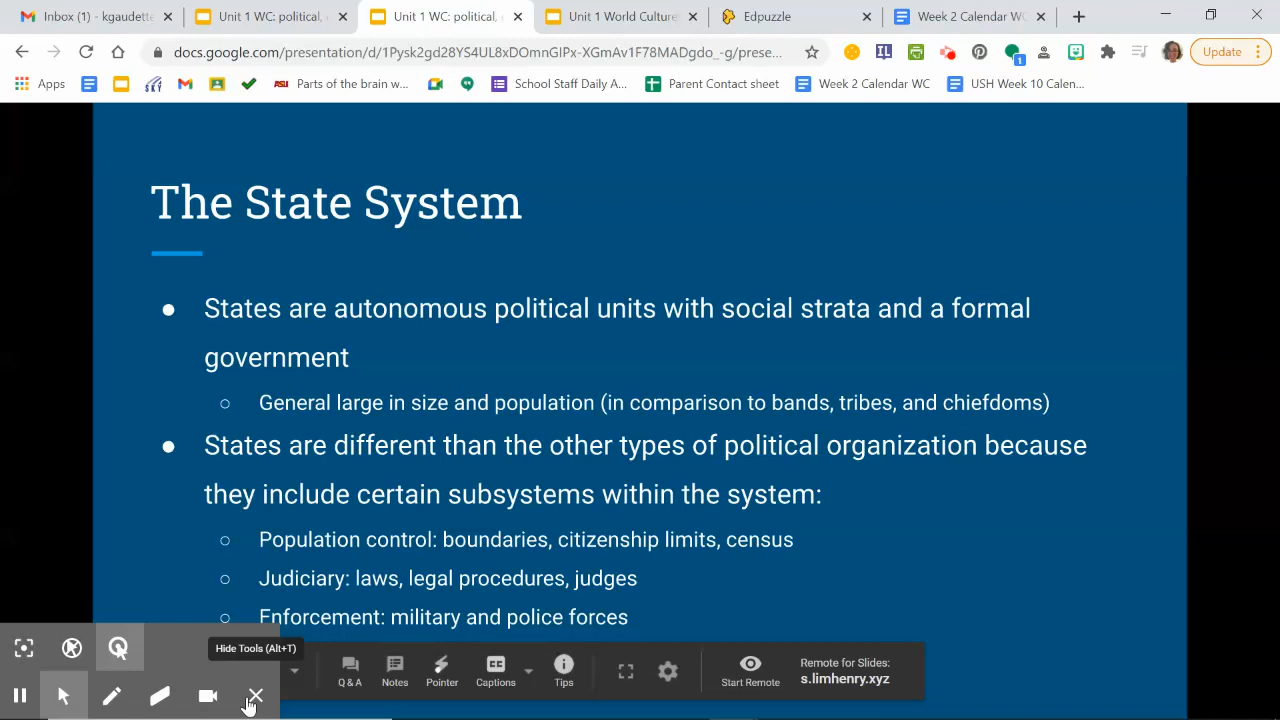 Inbox (1) - kgaudette
Unit 1 WC: political,
Unit 1 WC: political,
Unit 1 World Culture
Edpuzzle
Week 2 Calendar WC
docs.google.com/presentation/d/1Pysk2gd28YS4UL8xDOmnGIPx-XGmAv1F78MADgdo_-g/prese...
IL
1
Update
Apps
ASU
Parts of the brain w...
School Staff Daily A...
Parent Contact sheet
Week 2 Calendar WC
USH Week 10 Calen...
The State System
● States are autonomous political units with social strata and a formal
government
○ General large in size and population (in comparison to bands, tribes, and chiefdoms)
● States are different than the other types of political organization because
they include certain subsystems within the system:
○ Population control: boundaries, citizenship limits, census
○ Judiciary: laws, legal procedures, judges
○ Enforcement: military and police forces
Hide Tools (Alt+T)
Q & A
Notes
Pointer
Captions
Tips
Start Remote
Remote for Slides:
s.limhenry.xyz